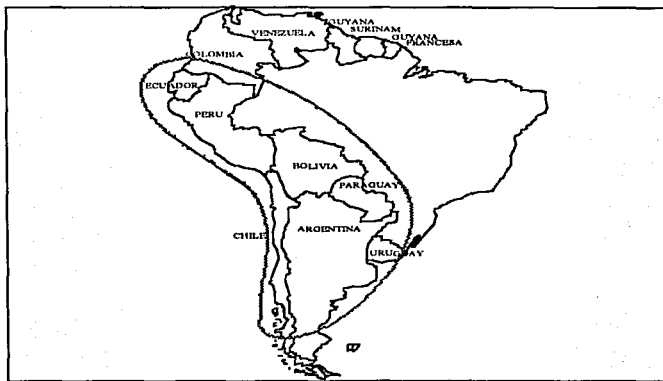 GUYANA
VENEZUELA
SURINAM
GUYANA
FRANCESA
COLOMBIA
ECUADOR
PERU
BOLIVIA
PARAGUAY
ARGENTINA
CHILE
URUGUAY